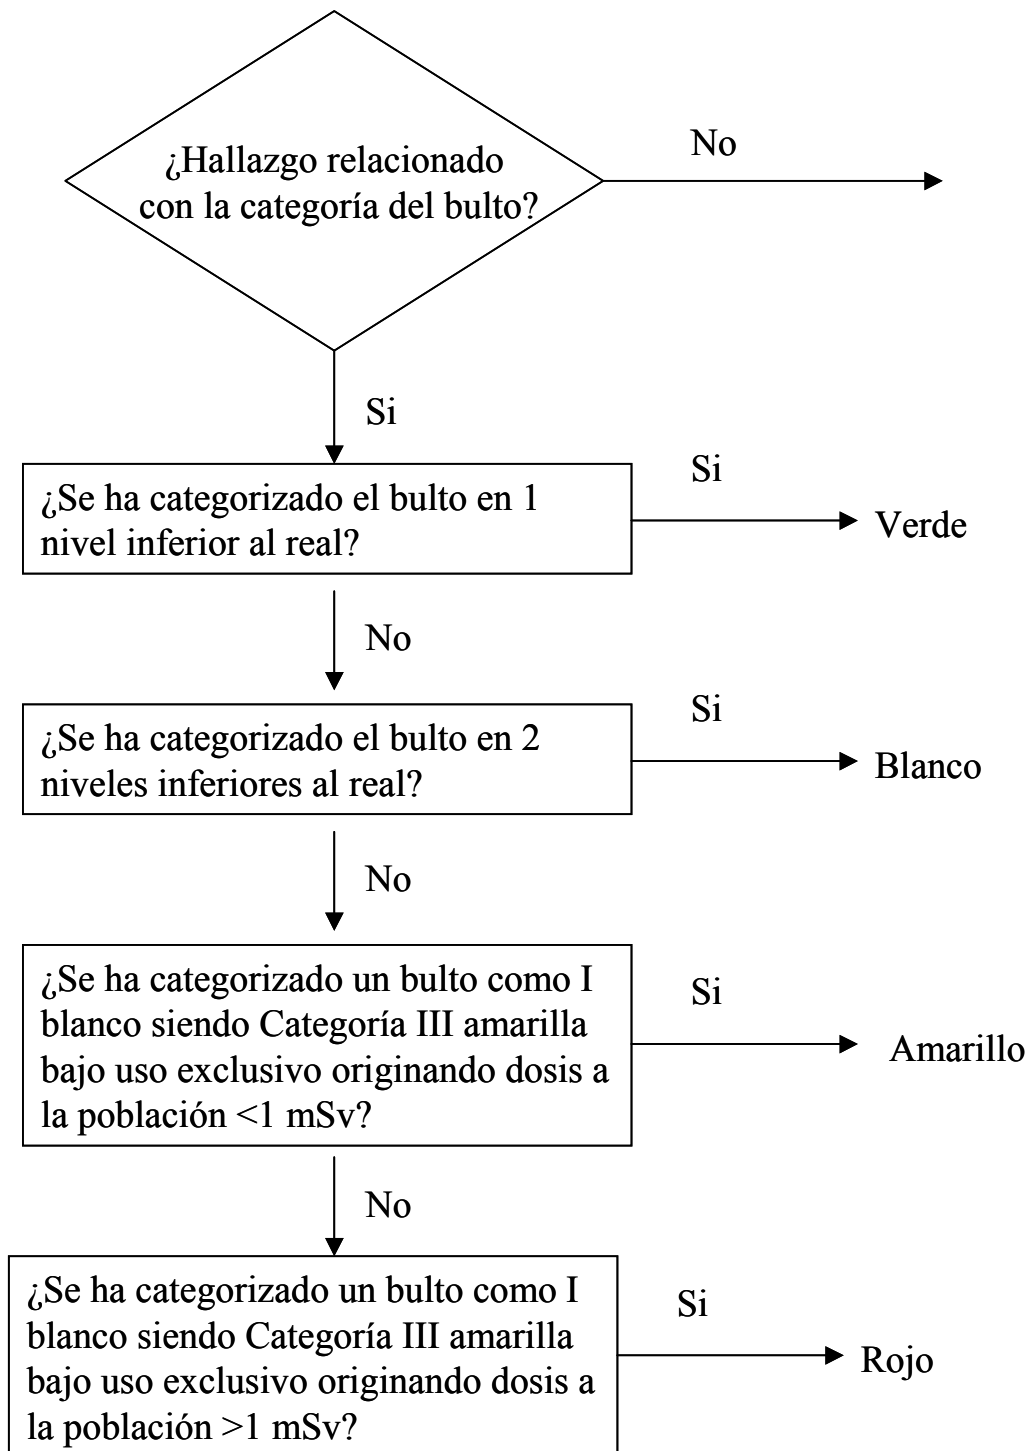 ¿Hallazgo relacionado
con la categoría del bulto?
No
Si
¿Se ha categorizado el bulto en 1
nivel inferior al real?
Si
Verde
No
¿Se ha categorizado el bulto en 2
niveles inferiores al real?
Si
Blanco
No
¿Se ha categorizado un bulto como I
blanco siendo Categoría III amarilla
bajo uso exclusivo originando dosis a
la población <1 mSv?
Si
Amarillo
No
¿Se ha categorizado un bulto como I
blanco siendo Categoría III amarilla
bajo uso exclusivo originando dosis a
la población >1 mSv?
Si
Rojo